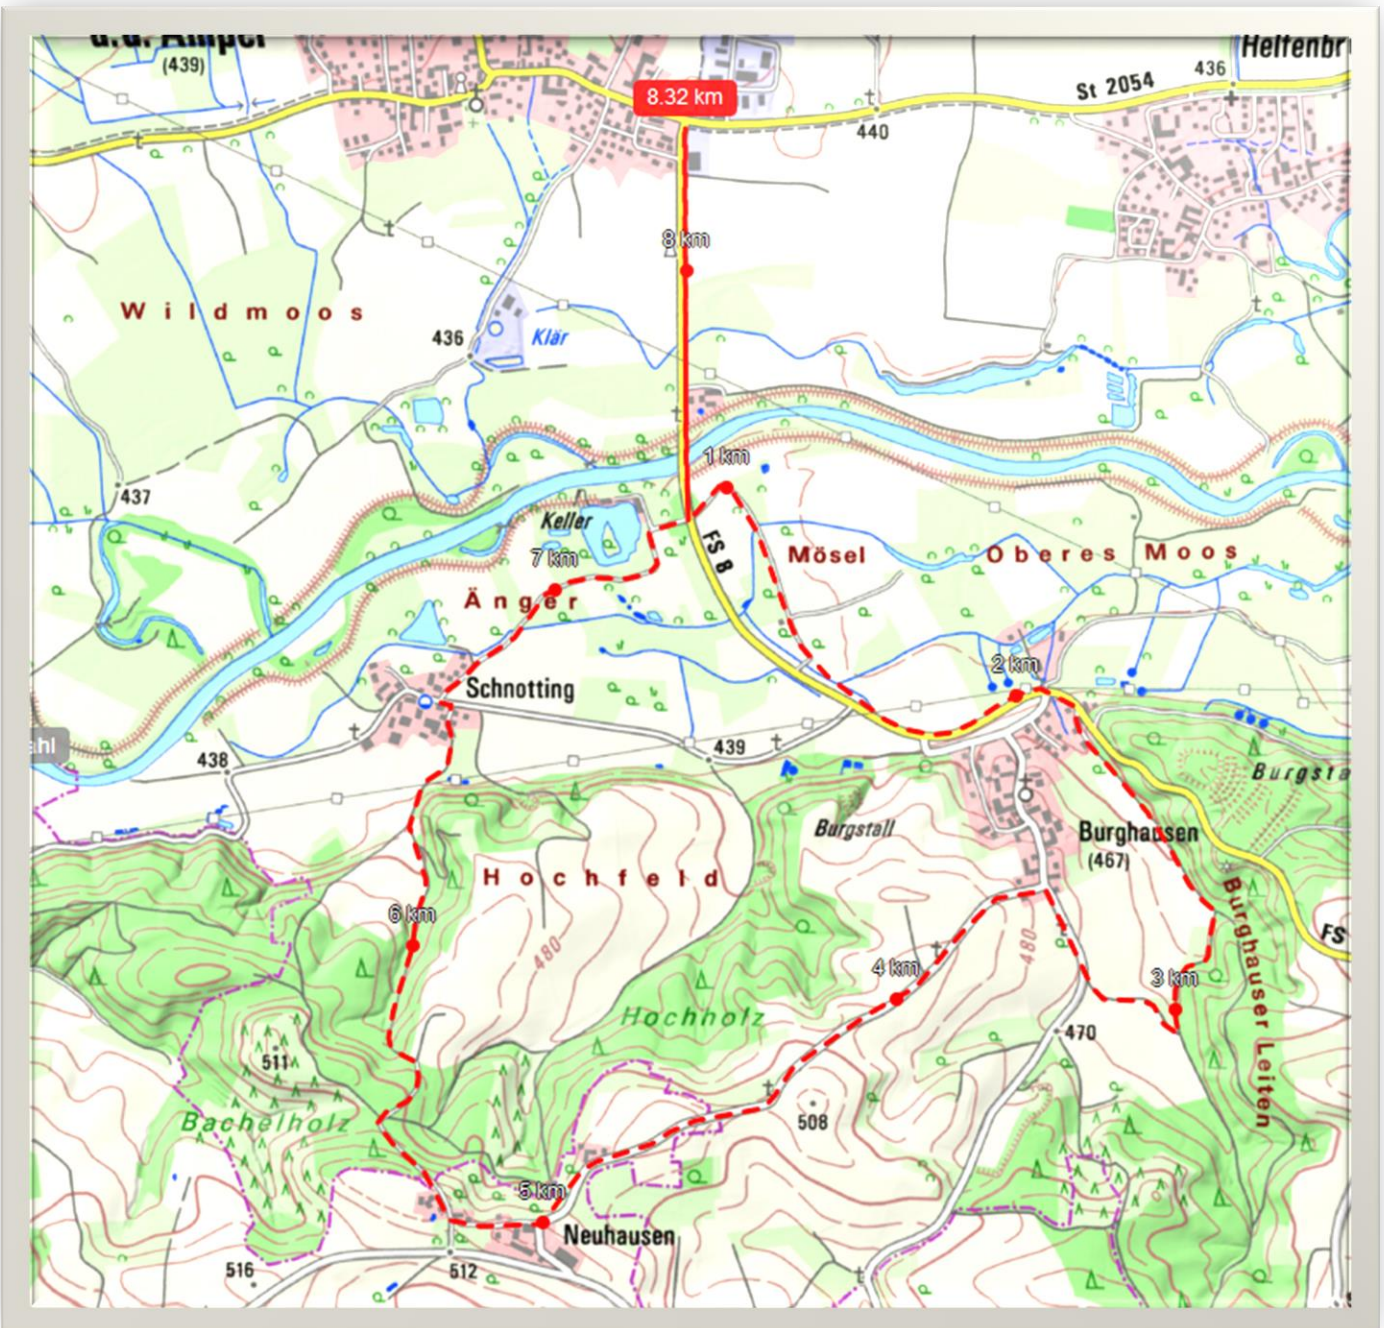 a.d. Amper
(439)
Helfenbr
436
St 2054
8.32 km
440
8 km
Wildmoos
436
Klär
437
1 km
Keller
7 km
FS 8
Mösel
Oberes Moos
Änger
2 km
Schnotting
ahl
438
439
Burgsta
Burgstall
Burghausen
(467)
Hochfeld
6 km
480
480
FS
Burghauser Leiten
4 km
3 km
Hochholz
470
511
Bachelholz
508
5 km
Neuhausen
516
512